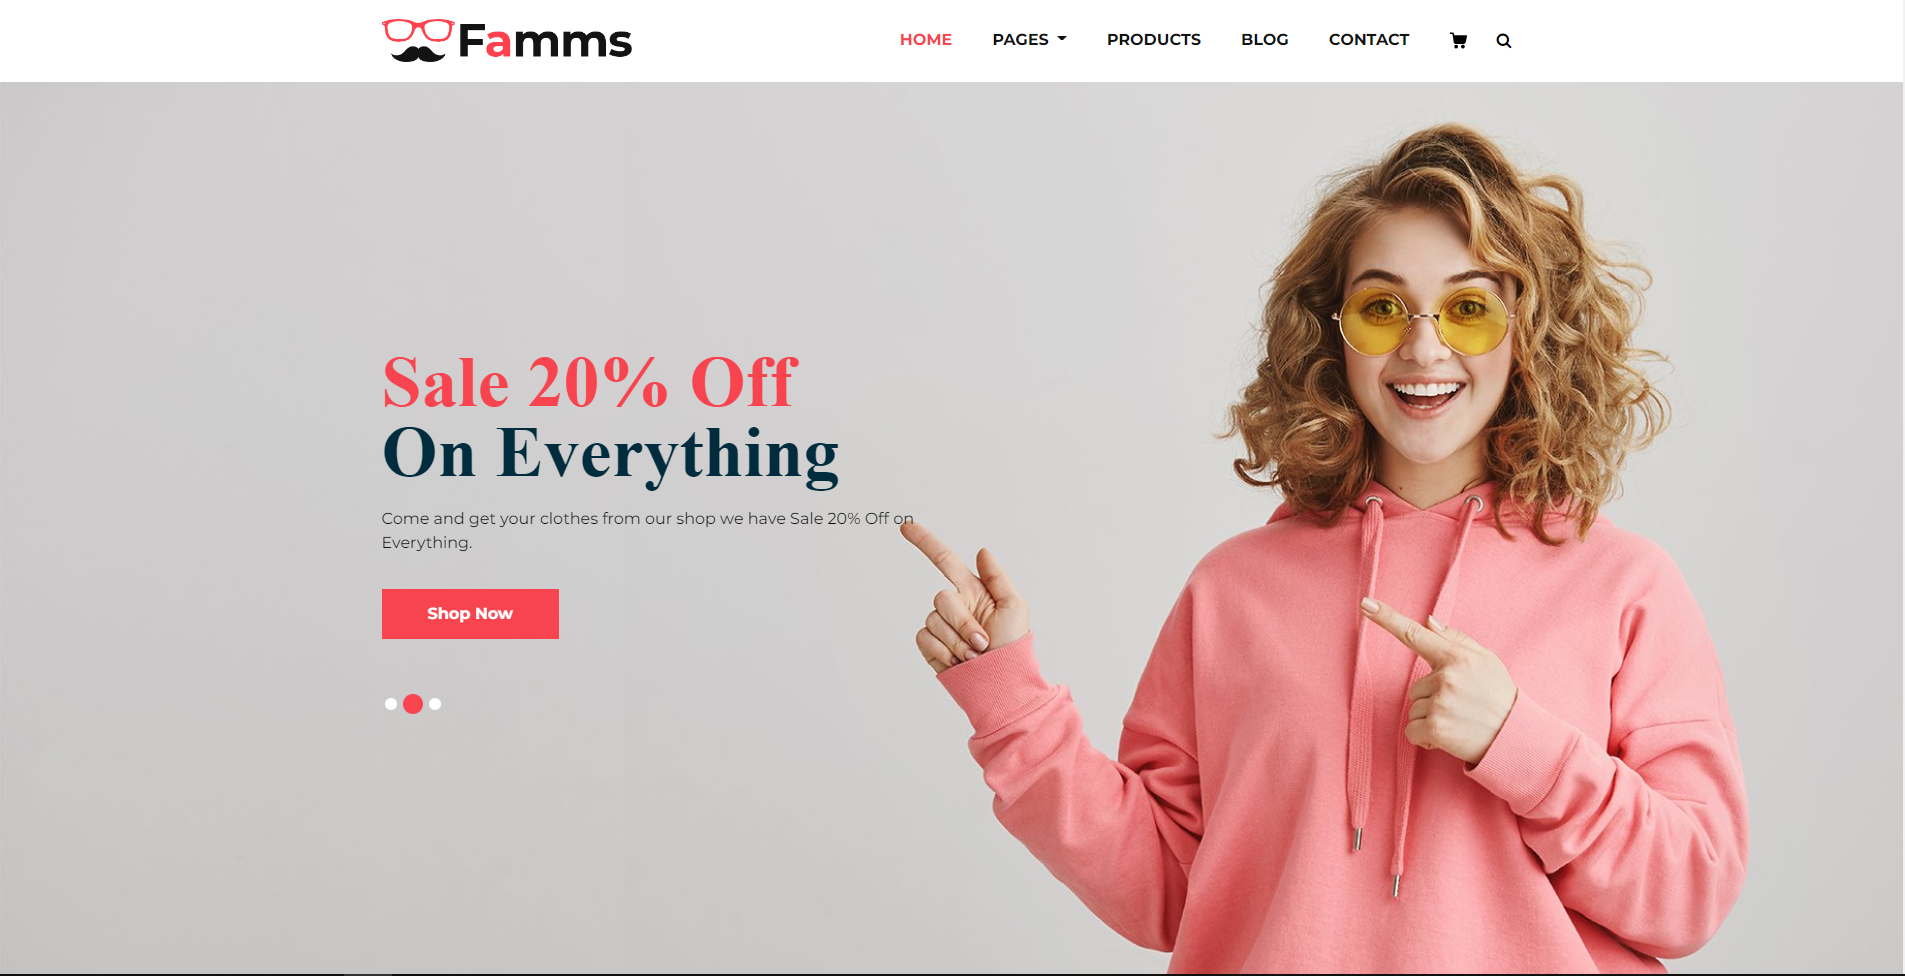 Famms
HOME PAGES PRODUCTS BLOG CONTACT
Sale 20% Off
On Everything
Come and get your clothes from our shop we have Sale 20% Off on
Everything.
Shop Now